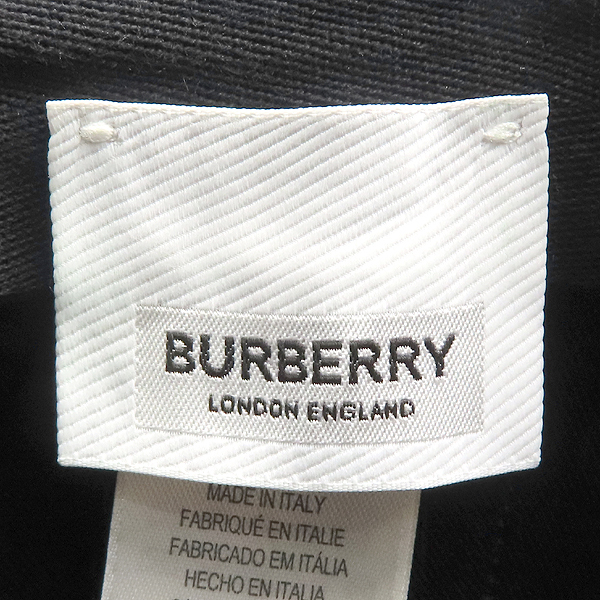 BURBERRY
LONDON ENGLAND
MADE IN ITALY
FABRIQUÉ EN ITALIE
FABRICADO EM ITÁLIA
HECHO EN ITALIA